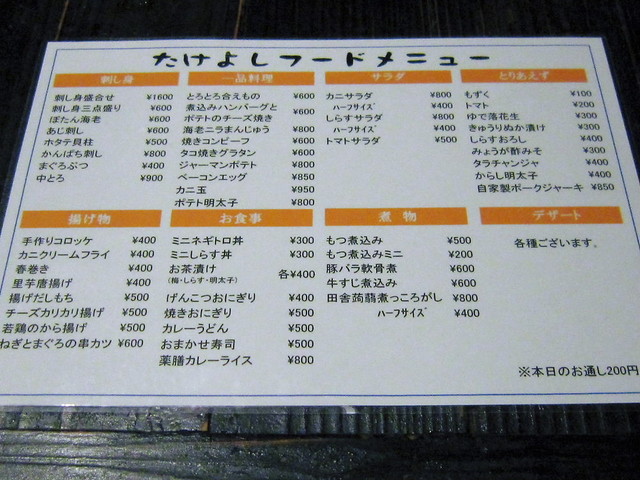 たけよしフードメニュー
刺し身
刺し身盛合せ ¥1600
刺し身三点盛り ¥600
ぼたん海老 ¥600
あじ刺し ¥600
ホタテ貝柱 ¥500
かんぱち刺し ¥800
まぐろぶつ ¥400
中とろ ¥900
一品料理
とろとろ合えもの ¥600
煮込みハンバーグと
ポテトのチーズ焼き ¥600
海老ニラまんじゅう ¥800
焼きコンビーフ ¥600
タコ焼きグラタン ¥600
ジャーマンポテト ¥800
ベーコンエッグ ¥850
カニ玉 ¥950
ポテト明太子 ¥800
サラダ
カニサラダ ¥800
ハーフサイズ ¥400
しらすサラダ ¥800
ハーフサイズ ¥400
トマトサラダ ¥500
とりあえず
もずく ¥100
トマト ¥200
ゆで落花生 ¥300
きゅうりぬか漬け ¥300
しらすおろし ¥400
みょうが酢みそ ¥300
タラチャンジャ ¥400
からし明太子 ¥400
自家製ポークジャーキ ¥850
揚げ物
手作りコロッケ ¥400
カニクリームフライ ¥400
春巻き ¥400
里芋唐揚げ ¥400
揚げだしもち ¥500
チーズカリカリ揚げ ¥500
若鶏のから揚げ ¥500
ねぎとまぐろの串カツ ¥600
お食事
ミニネギトロ丼 ¥300
ミニしらす丼 ¥300
お茶漬け 各¥400
(梅・しらす・明太子)
げんこつおにぎり ¥400
焼きおにぎり ¥500
カレーうどん ¥500
おまかせ寿司 ¥500
薬膳カレーライス ¥800
煮物
もつ煮込み ¥500
もつ煮込みミニ ¥200
豚バラ軟骨煮 ¥600
牛すじ煮込み ¥600
田舎蒟蒻煮っころがし ¥800
ハーフサイズ ¥400
デザート
各種ございます。
※本日のお通し200円